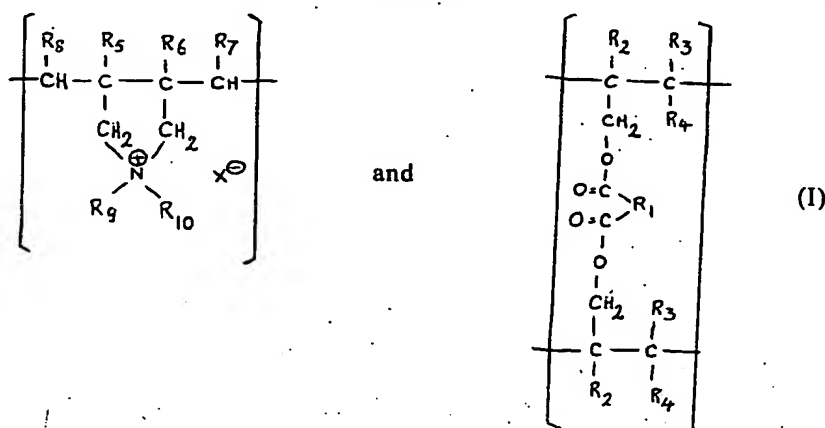 R8 R5 R6 R7
CH C C CH
CH2 CH2
N ⊕ X ⊖
R9 R10
and
R2 R3
C C
CH2 R4
O
O=C R1
O=C
O
CH2 R3
C C
R2 R4
(I)